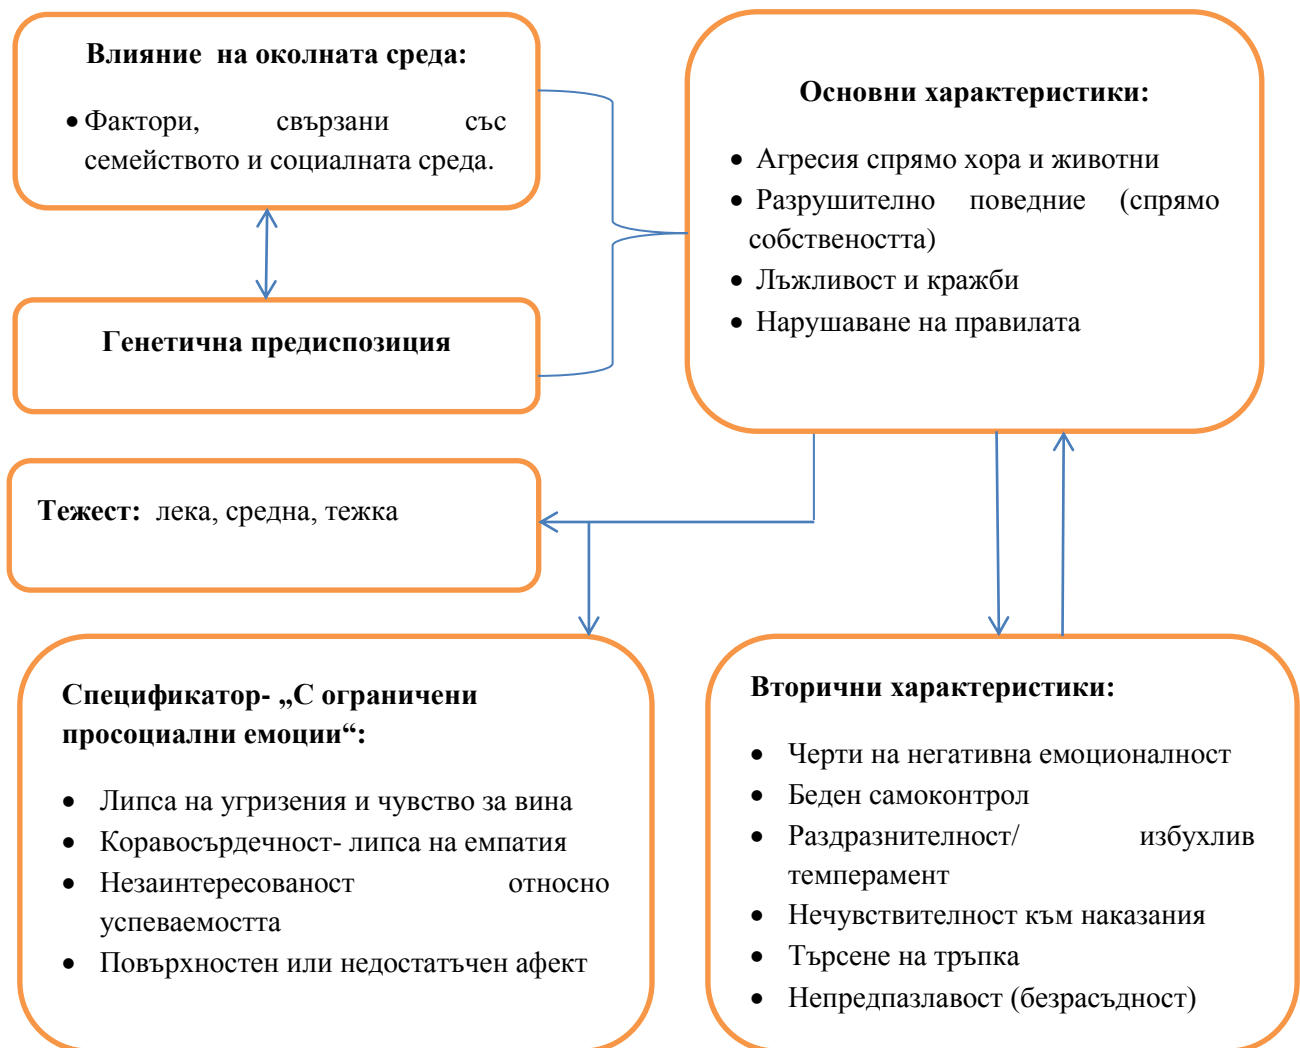 Влияние на околната среда:
• Фактори, свързани със
семейството и социалната среда.
Генетична предиспозиция
Основни характеристики:
• Агресия спрямо хора и животни
• Разрушително поведние (спрямо
собствеността)
• Лъжливост и кражби
• Нарушаване на правилата
Тежест: лека, средна, тежка
Спецификатор- „С ограничени
просоциални емоции“:
• Липса на угризения и чувство за вина
• Коравосърдечност- липса на емпатия
• Незаинтересованост относно
успеваемостта
• Повърхностен или недостатъчен афект
Вторични характеристики:
• Черти на негативна емоционалност
• Беден самоконтрол
• Раздразнителност/ избухлив
темперамент
• Нечувствителност към наказания
• Търсене на тръпка
• Непредпазлавост (безрасъдност)